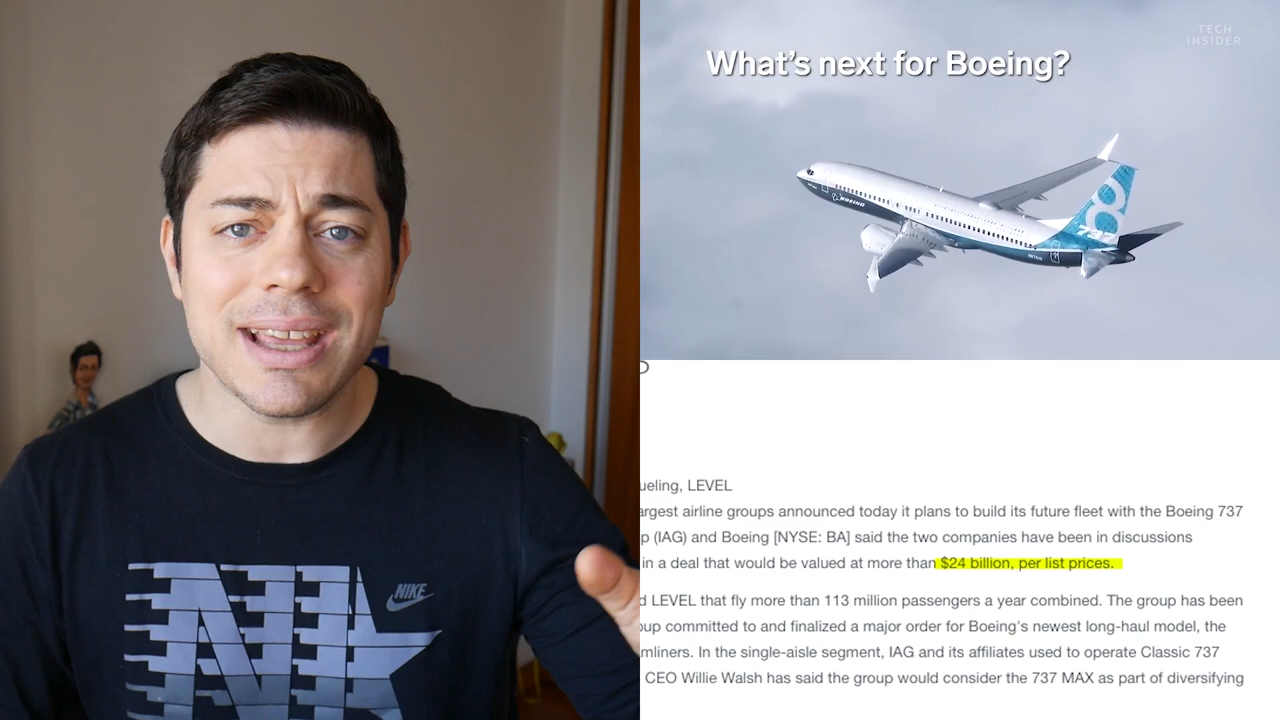 TECH
INSIDER
What's next for Boeing?
BOEING
8
737
NIKE
ueling, LEVEL
argest airline groups announced today it plans to build its future fleet with the Boeing 737
p (IAG) and Boeing [NYSE: BA] said the two companies have been in discussions
in a deal that would be valued at more than $24 billion, per list prices.
d LEVEL that fly more than 113 million passengers a year combined. The group has been
oup committed to and finalized a major order for Boeing's newest long-haul model, the
mliners. In the single-aisle segment, IAG and its affiliates used to operate Classic 737
CEO Willie Walsh has said the group would consider the 737 MAX as part of diversifying